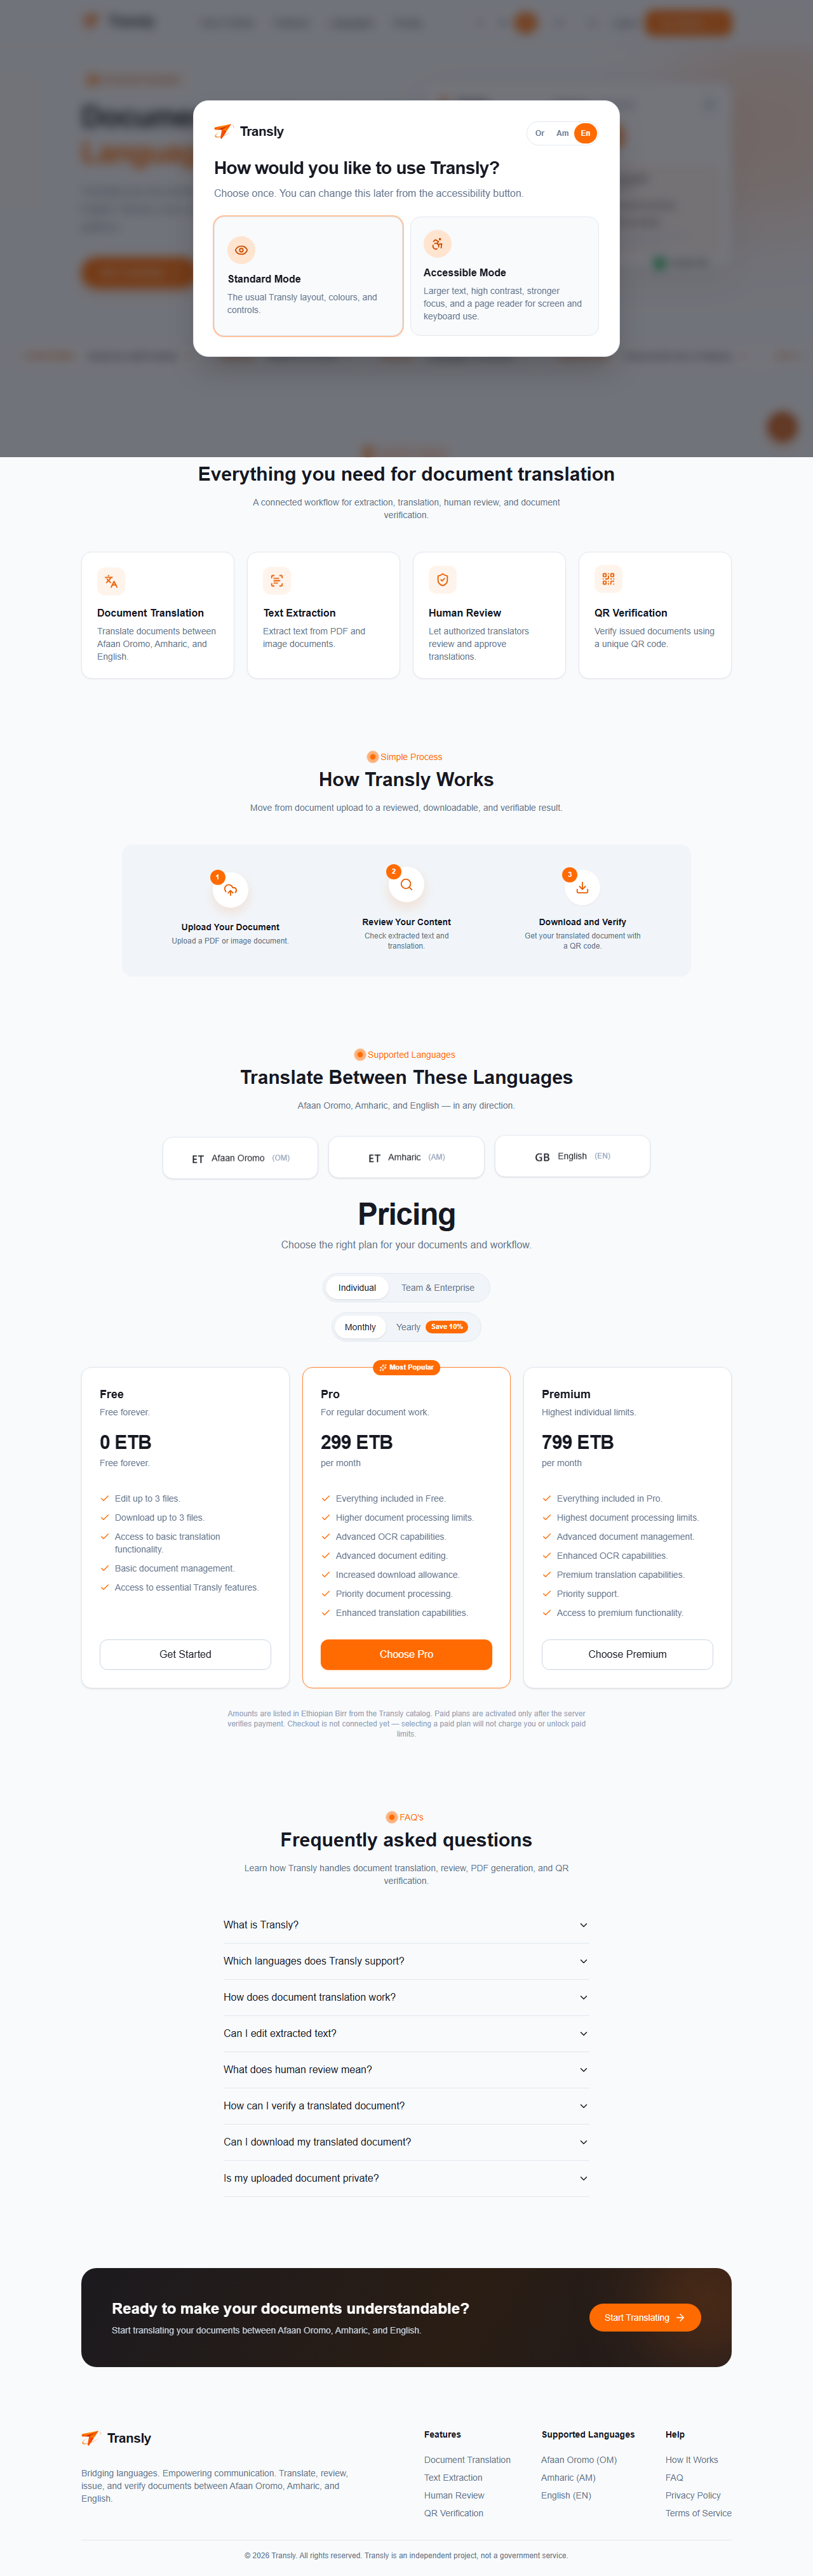 Transly
Or Am En
How would you like to use Transly?
Choose once. You can change this later from the accessibility button.
Standard Mode
The usual Transly layout, colours, and
controls.
Accessible Mode
Larger text, high contrast, stronger
focus, and a page reader for screen and
keyboard use.
Everything you need for document translation
A connected workflow for extraction, translation, human review, and document
verification.
Document Translation
Translate documents between
Afaan Oromo, Amharic, and
English.
Text Extraction
Extract text from PDF and
image documents.
Human Review
Let authorized translators
review and approve
translations.
QR Verification
Verify issued documents using
a unique QR code.
Simple Process
How Transly Works
Move from document upload to a reviewed, downloadable, and verifiable result.
1
Upload Your Document
Upload a PDF or image document.
2
Review Your Content
Check extracted text and
translation.
3
Download and Verify
Get your translated document with
a QR code.
Supported Languages
Translate Between These Languages
Afaan Oromo, Amharic, and English — in any direction.
ET Afaan Oromo (OM)
ET Amharic (AM)
GB English (EN)
Pricing
Choose the right plan for your documents and workflow.
Individual Team & Enterprise
Monthly Yearly Save 10%
Free
Free forever.
0 ETB
Free forever.
Edit up to 3 files.
Download up to 3 files.
Access to basic translation
functionality.
Basic document management.
Access to essential Transly features.
Get Started
Most Popular
Pro
For regular document work.
299 ETB
per month
Everything included in Free.
Higher document processing limits.
Advanced OCR capabilities.
Advanced document editing.
Increased download allowance.
Priority document processing.
Enhanced translation capabilities.
Choose Pro
Premium
Highest individual limits.
799 ETB
per month
Everything included in Pro.
Highest document processing limits.
Advanced document management.
Enhanced OCR capabilities.
Premium translation capabilities.
Priority support.
Access to premium functionality.
Choose Premium
Amounts are listed in Ethiopian Birr from the Transly catalog. Paid plans are activated only after the server
verifies payment. Checkout is not connected yet — selecting a paid plan will not charge you or unlock paid
limits.
FAQ's
Frequently asked questions
Learn how Transly handles document translation, review, PDF generation, and QR
verification.
What is Transly?
Which languages does Transly support?
How does document translation work?
Can I edit extracted text?
What does human review mean?
How can I verify a translated document?
Can I download my translated document?
Is my uploaded document private?
Ready to make your documents understandable?
Start translating your documents between Afaan Oromo, Amharic, and English.
Start Translating
Transly
Bridging languages. Empowering communication. Translate, review,
issue, and verify documents between Afaan Oromo, Amharic, and
English.
Features
Document Translation
Text Extraction
Human Review
QR Verification
Supported Languages
Afaan Oromo (OM)
Amharic (AM)
English (EN)
Help
How It Works
FAQ
Privacy Policy
Terms of Service
© 2026 Transly. All rights reserved. Transly is an independent project, not a government service.